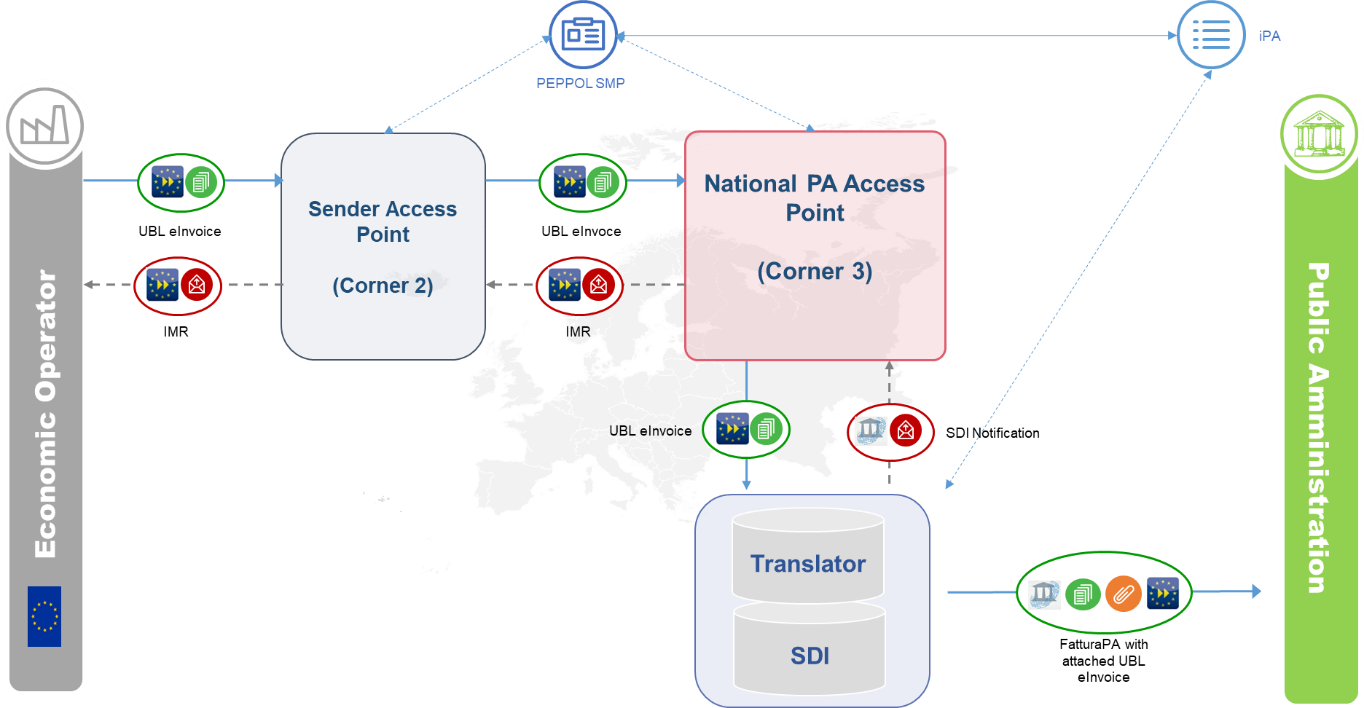 iPA
PEPPOL SMP
National PA Access
Point
(Corner 3)
Sender Access
Point
(Corner 2)
UBL eInvoice
UBL eInvoce
IMR
IMR
Economic Operator
Public Amministration
UBL eInvoice
SDI Notification
Translator
SDI
FatturaPA with
attached UBL
eInvoice